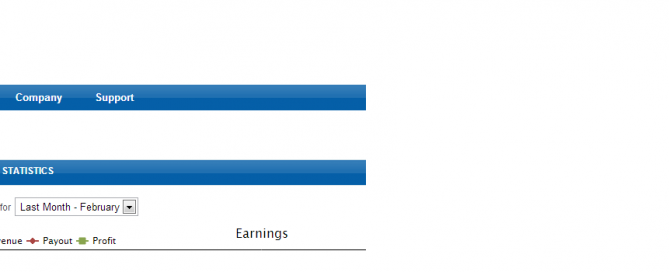 Company Support
STATISTICS
for Last Month - February
Earnings
Payout Profit